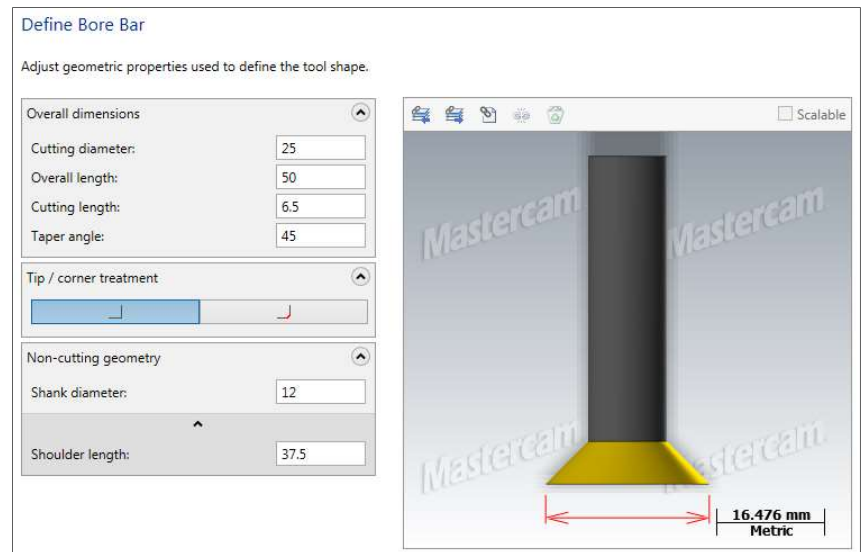 Define Bore Bar
Adjust geometric properties used to define the tool shape.
Overall dimensions
Cutting diameter: 25
Overall length: 50
Cutting length: 6.5
Taper angle: 45
Tip / corner treatment
Non-cutting geometry
Shank diameter: 12
Shoulder length: 37.5
Scalable
Mastercam Mastercam
Mastercam Mastercam
16.476 mm
Metric